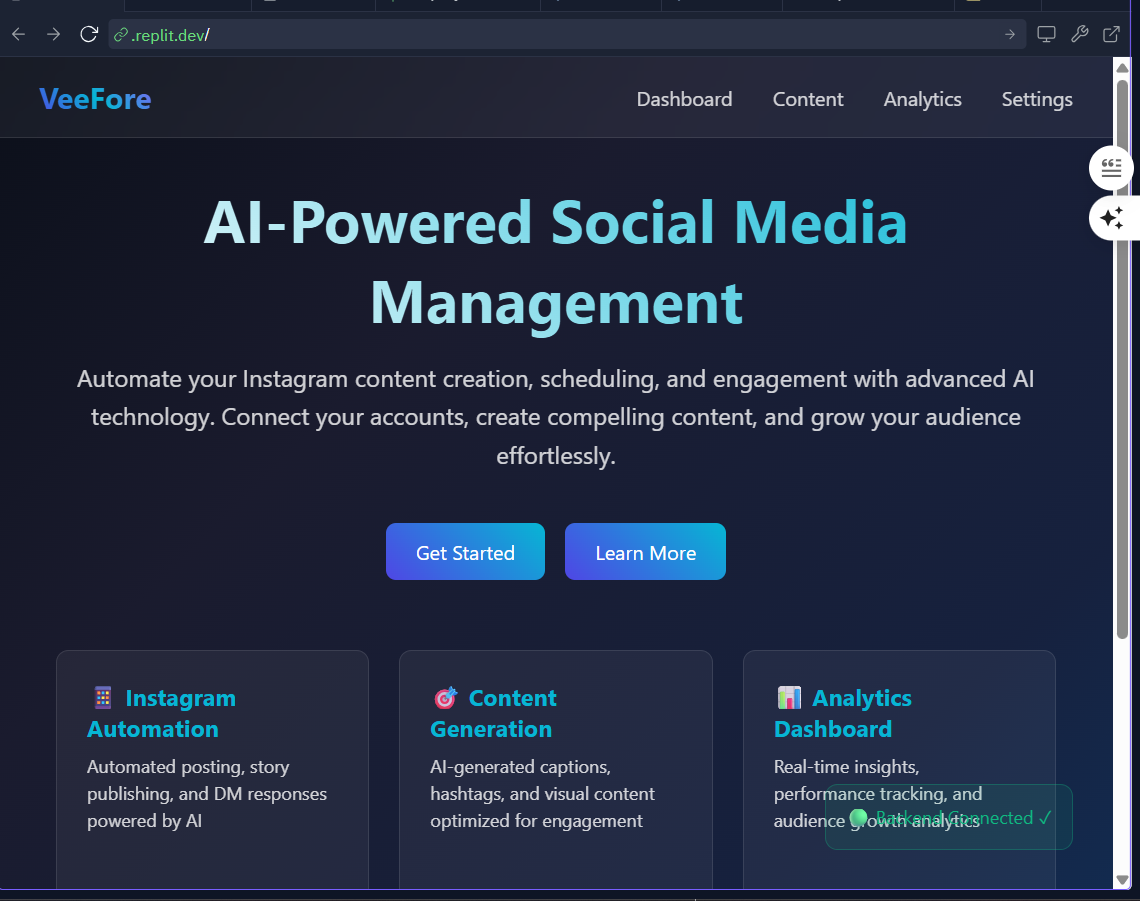 .replit.dev/
VeeFore
Dashboard Content Analytics Settings
AI-Powered Social Media
Management
Automate your Instagram content creation, scheduling, and engagement with advanced AI
technology. Connect your accounts, create compelling content, and grow your audience
effortlessly.
Get Started Learn More
Instagram
Automation
Automated posting, story
publishing, and DM responses
powered by AI
Content
Generation
AI-generated captions,
hashtags, and visual content
optimized for engagement
Analytics
Dashboard
Real-time insights,
performance tracking, and
audience growth analytics
Backend Connected ✓